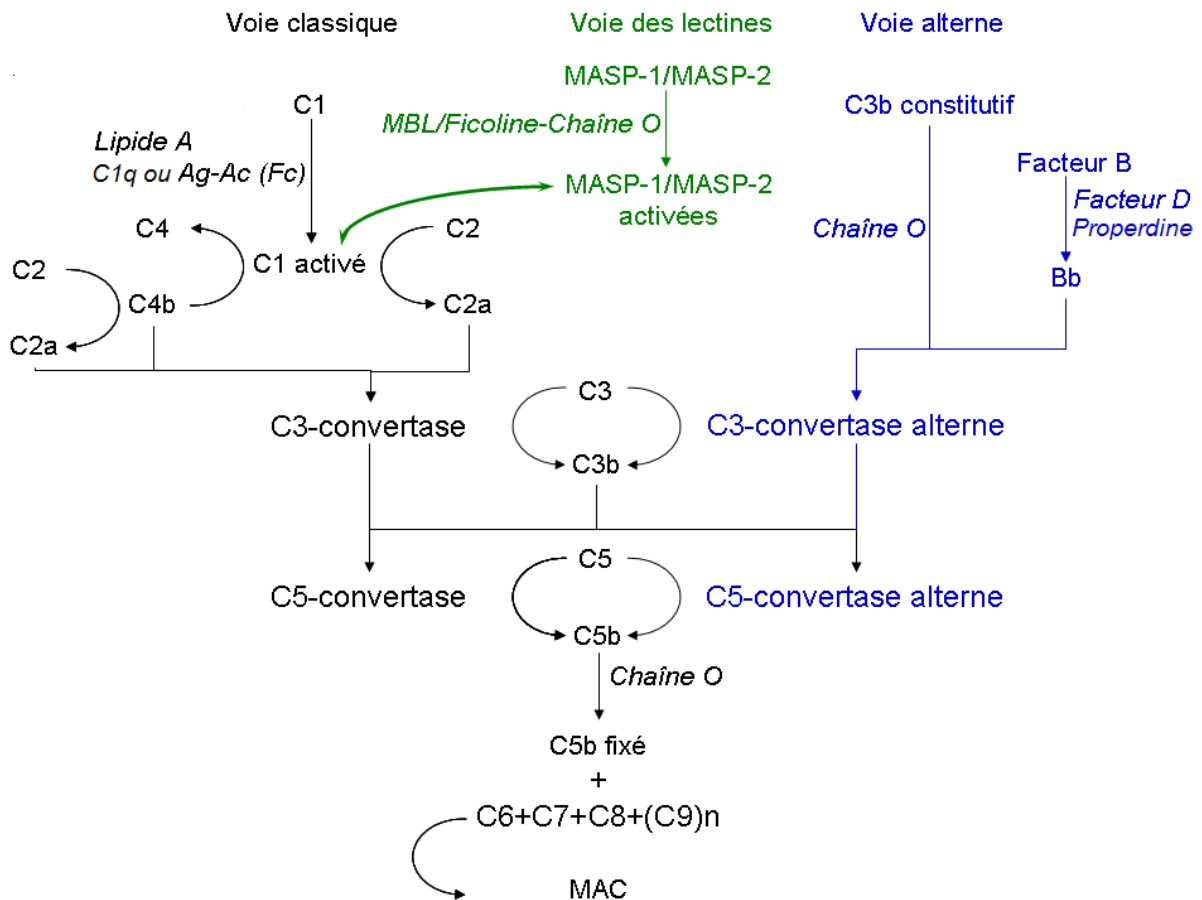 Voie classique
Voie des lectines
Voie alterne
MASP-1/MASP-2
C1
C3b constitutif
MBL/Ficoline-Chaîne O
Lipide A
C1q ou Ag-Ac (Fc)
Facteur B
MASP-1/MASP-2
activées
Facteur D
Properdine
Chaîne O
C4
C2
C1 activé
C2
Bb
C4b
C2a
C2a
C3
C3-convertase
C3-convertase alterne
C3b
C5
C5-convertase
C5-convertase alterne
C5b
Chaîne O
C5b fixé
+
C6+C7+C8+(C9)n
MAC